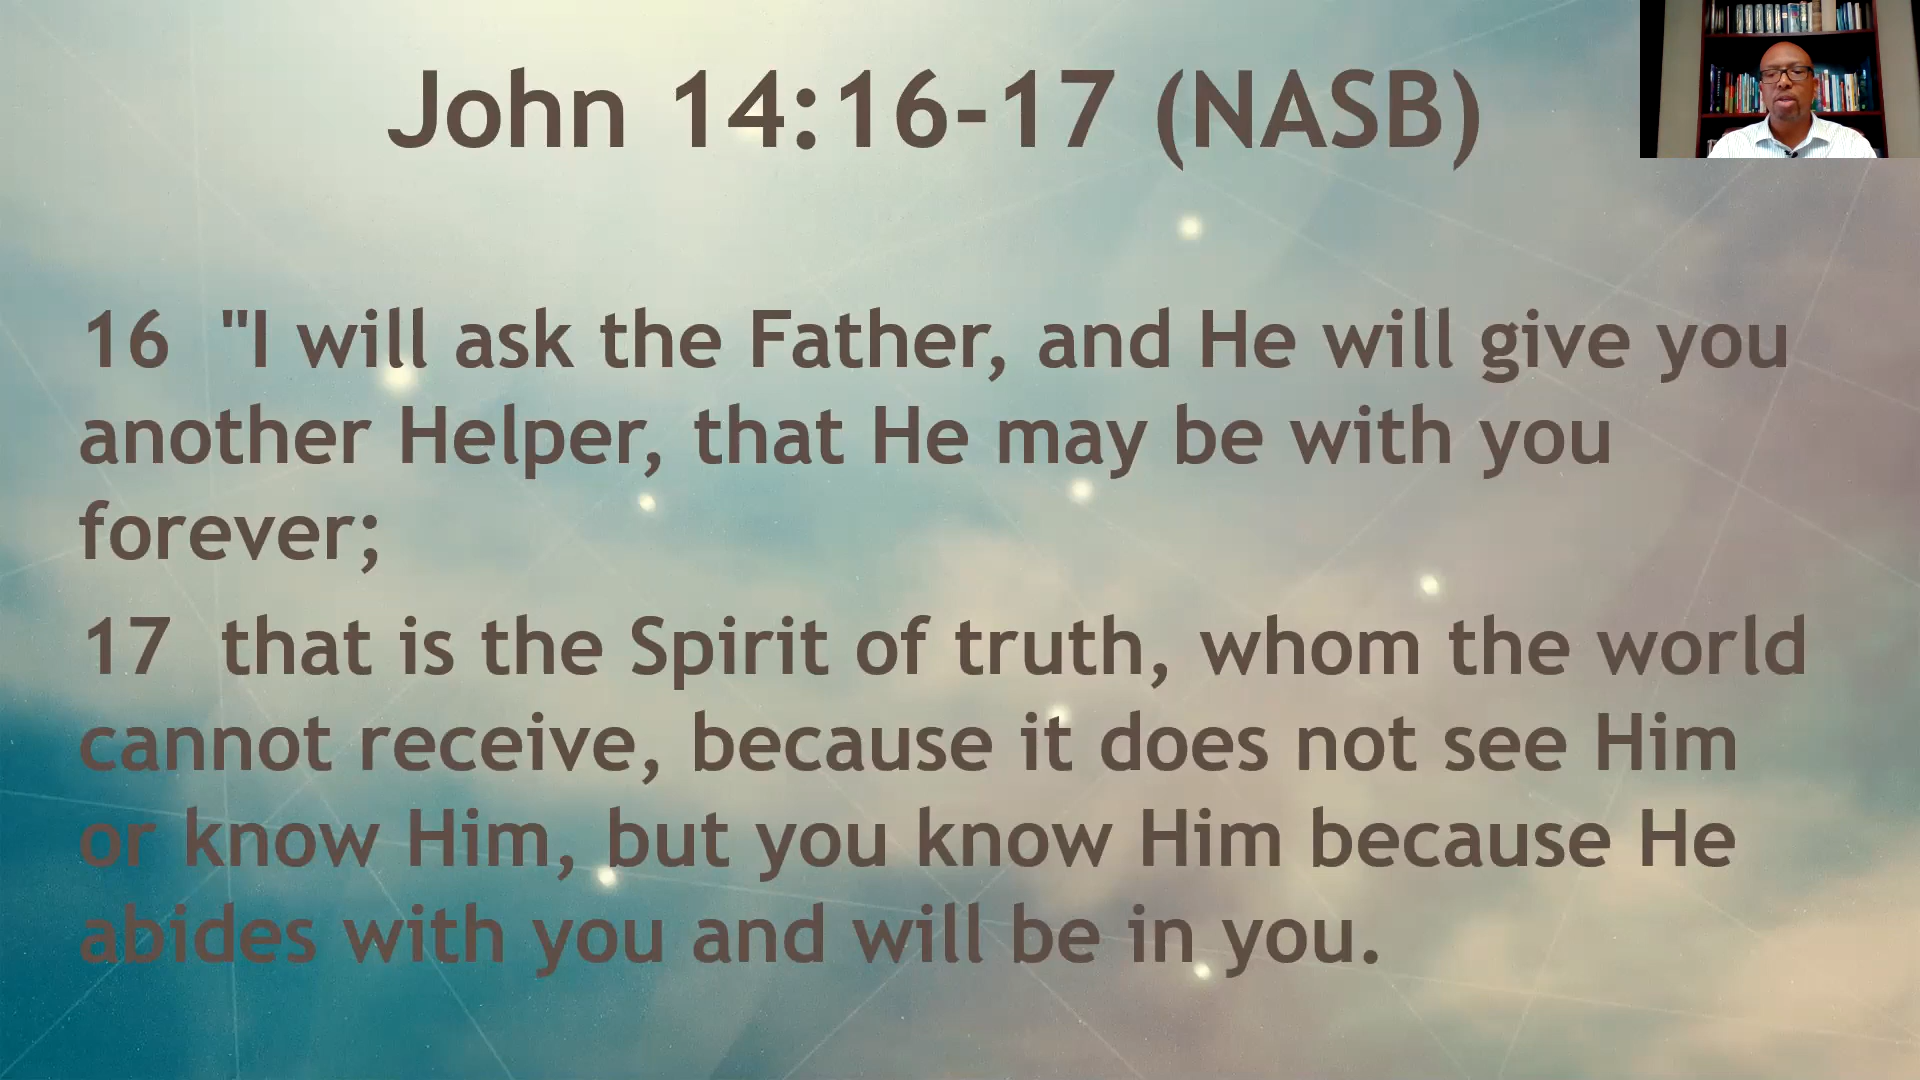 John 14:16-17 (NASB)
16 "I will ask the Father, and He will give you
another Helper, that He may be with you
forever;
17 that is the Spirit of truth, whom the world
cannot receive, because it does not see Him
or know Him, but you know Him because He
abides with you and will be in you.